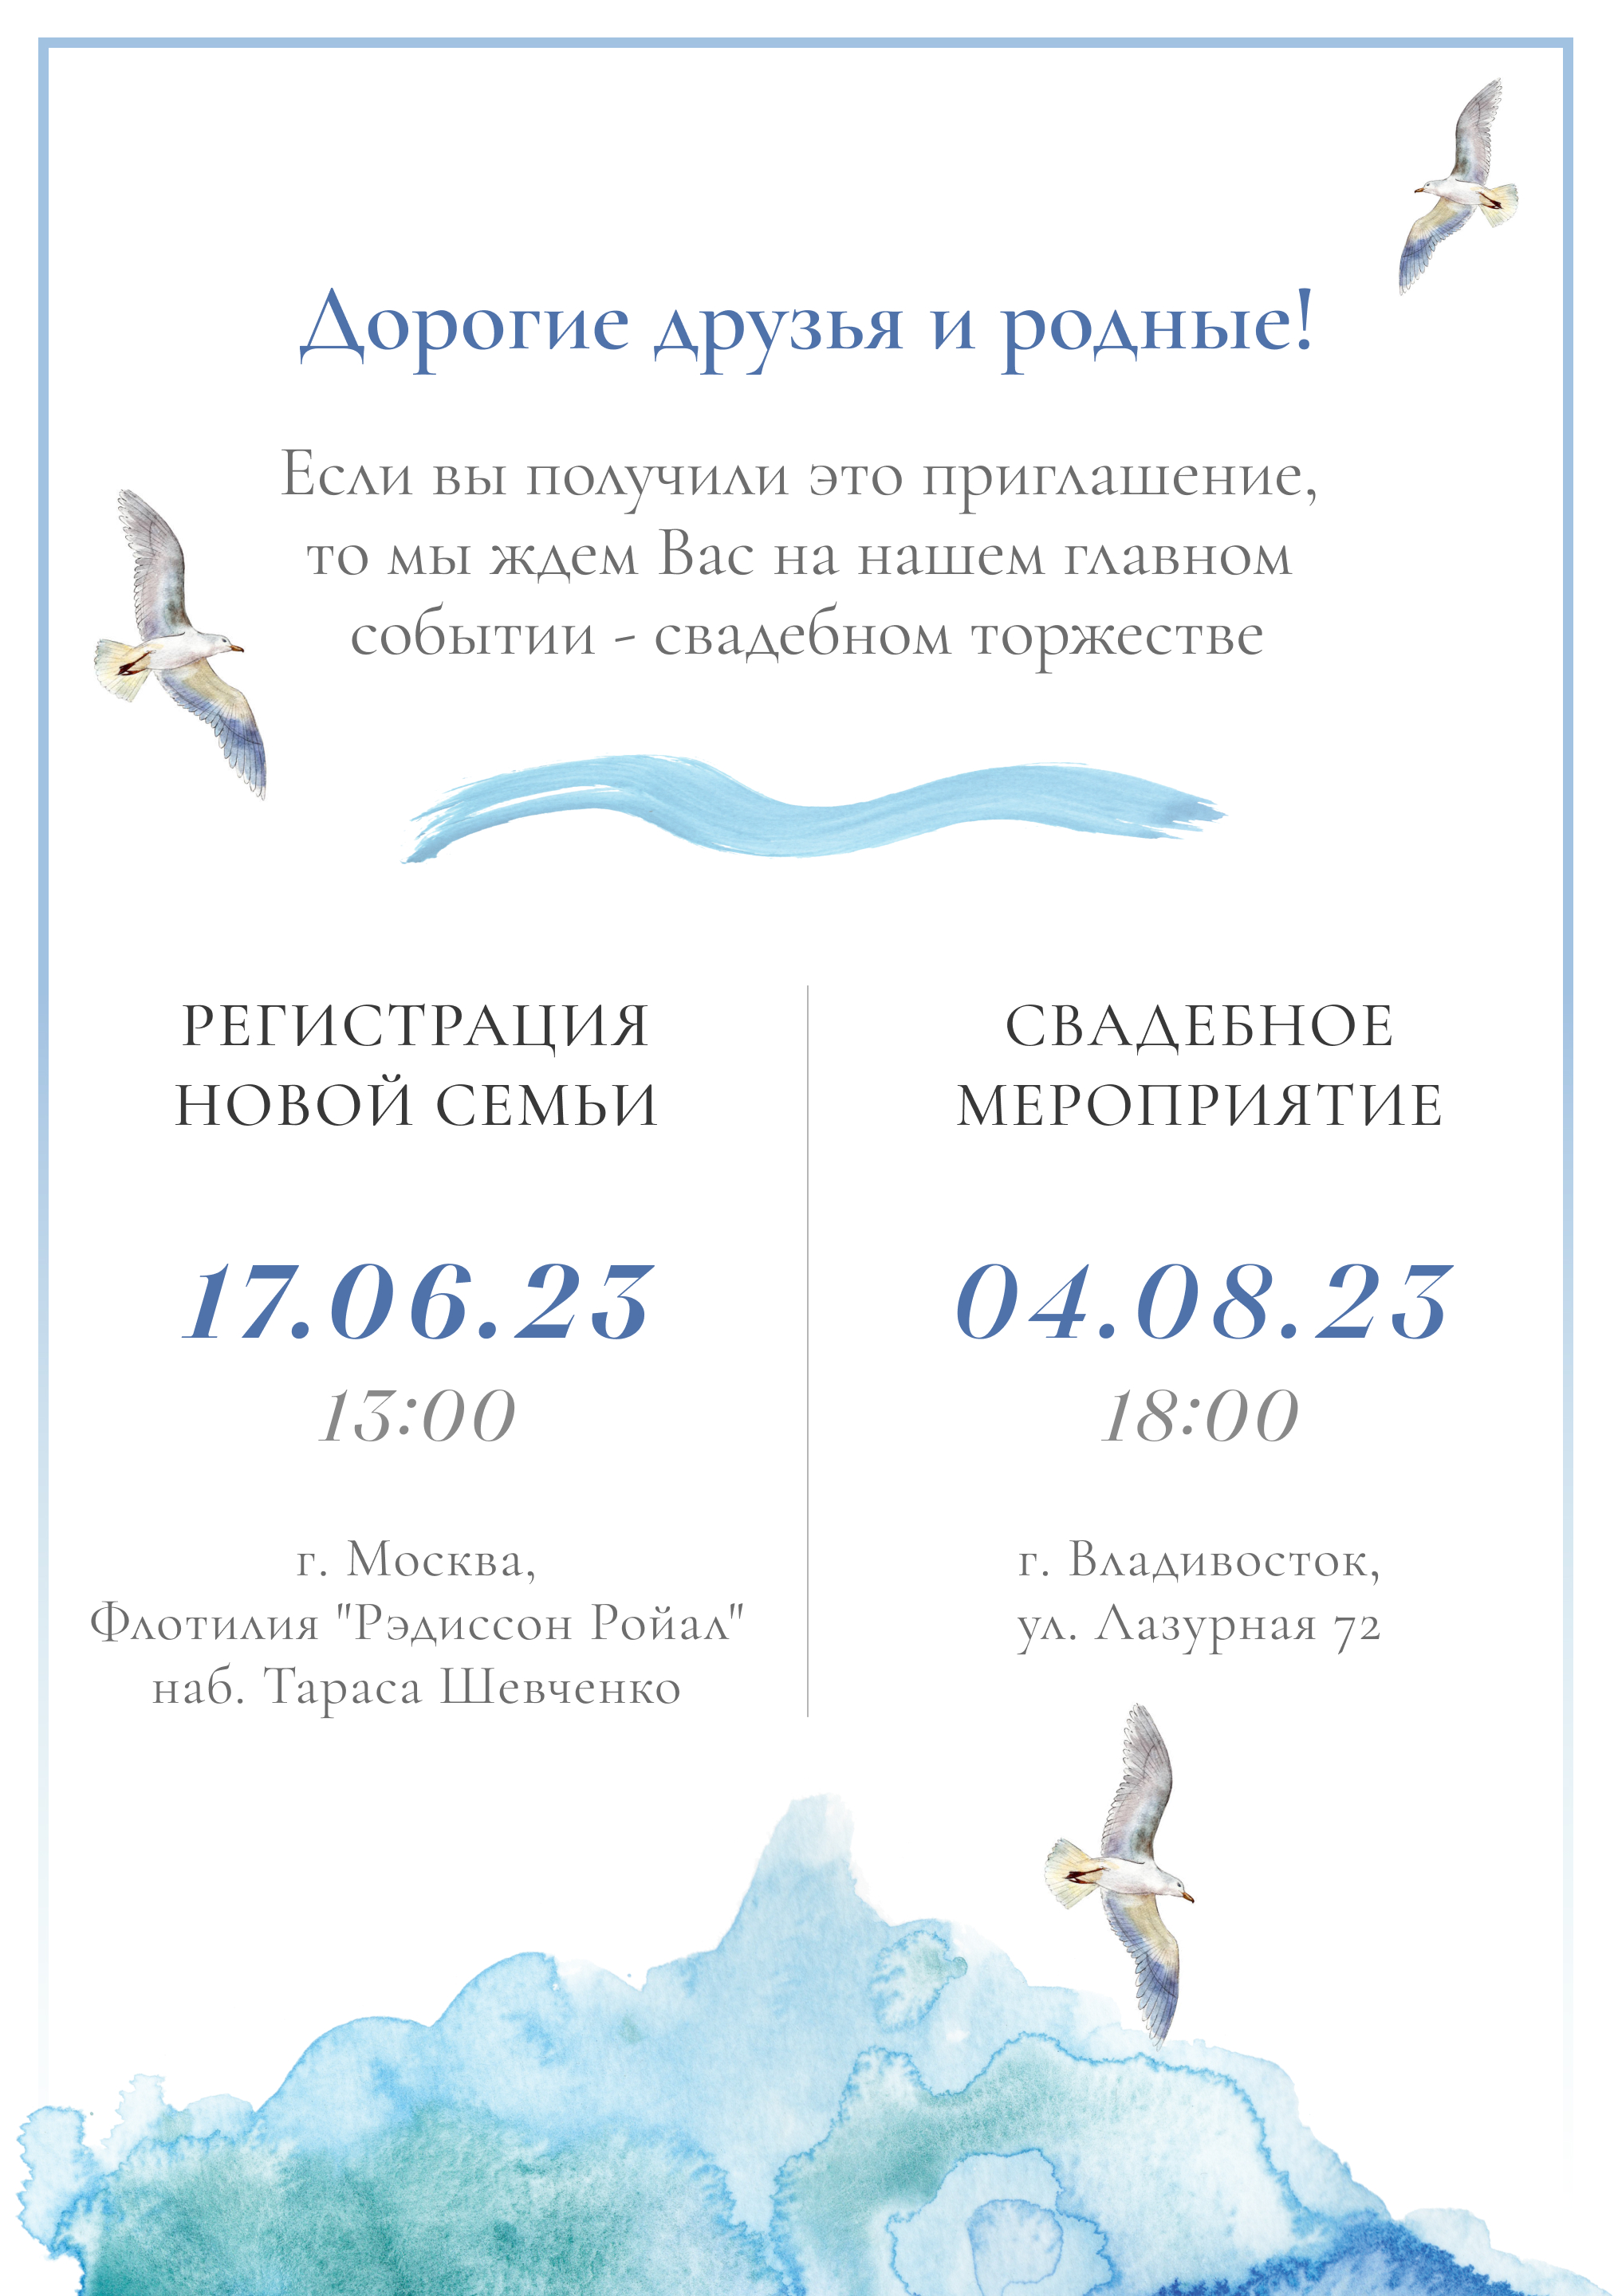 Дорогие друзья и родные!
Если вы получили это приглашение,
то мы ждем Вас на нашем главном
событии - свадебном торжестве
РЕГИСТРАЦИЯ
НОВОЙ СЕМЬИ
17.06.23
13:00
г. Москва,
Флотилия "Рэдиссон Ройал"
наб. Тараса Шевченко
СВАДЕБНОЕ
МЕРОПРИЯТИЕ
04.08.23
18:00
г. Владивосток,
ул. Лазурная 72